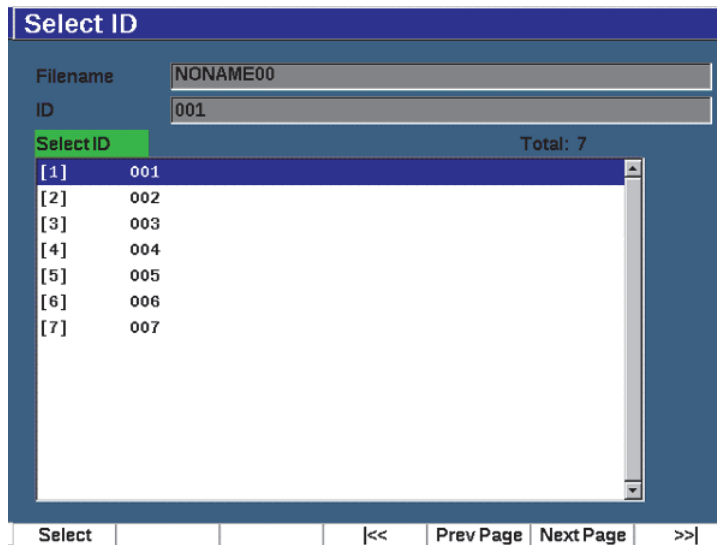 Select ID
Filename NONAME00
ID 001
Select ID Total: 7
[1] 001
[2] 002
[3] 003
[4] 004
[5] 005
[6] 006
[7] 007
Select |<< Prev Page Next Page >>|